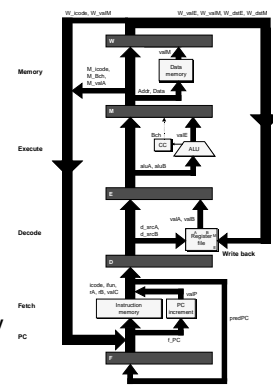 W_icode, W_valM
W_valE, W_valM, W_dstE, W_dstM
W
valM
Memory
Data
memory
M_icode,
M_Bch,
M_valA
Addr, Data
M
Bch
valE
Execute
CC
ALU
aluA, aluB
E
valA, valB
Decode
d_srcA,
d_srcB
A B
Register
file
M
E
Write back
D
icode, ifun,
rA, rB, valC
valP
Fetch
Instruction
memory
PC
increment
predPC
PC
f_PC
F